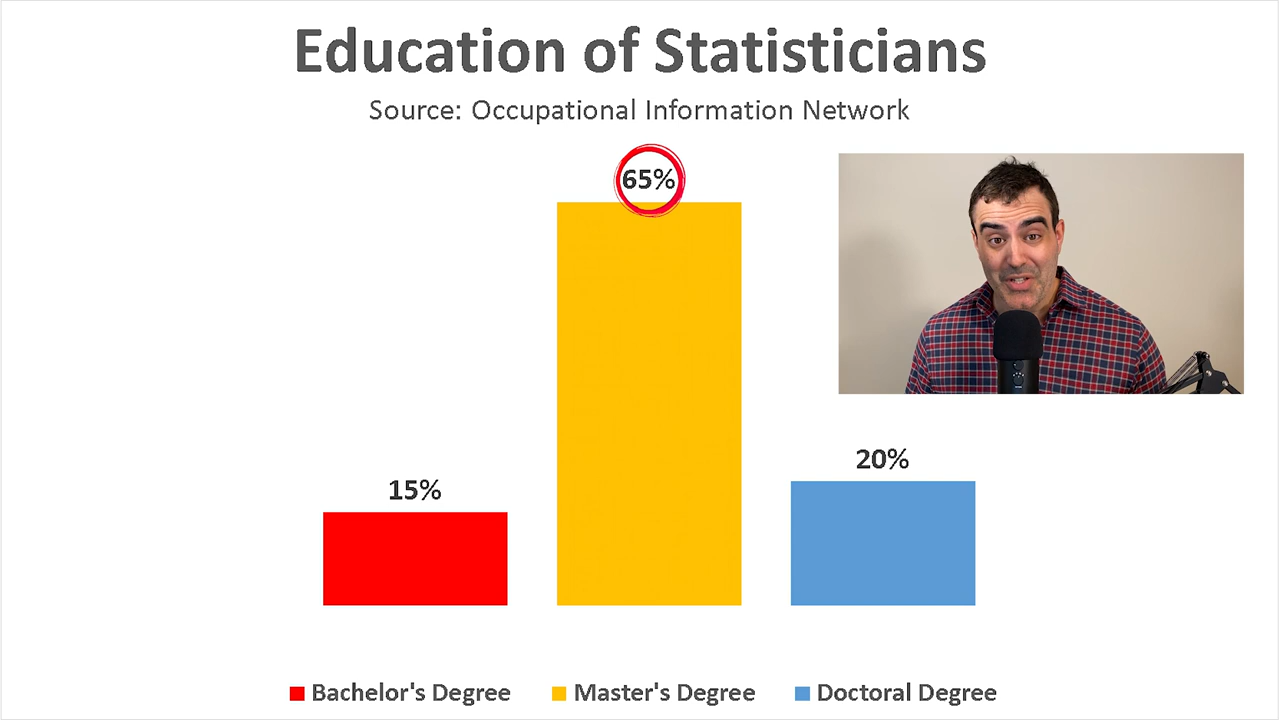 Education of Statisticians
Source: Occupational Information Network
65%
20%
15%
Bachelor's Degree
Master's Degree
Doctoral Degree